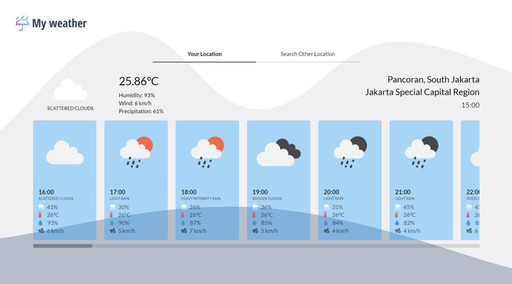 My weather
Your Location
Search Other Location
25.86°C
Humidity: 93%
Wind: 6 km/h
Precipitation: 61%
SCATTERED CLOUDS
Pancoran, South Jakarta
Jakarta Special Capital Region
15:00
16:00
SCATTERED CLOUDS
41%
26°C
93%
6 km/h
17:00
LIGHT RAIN
30%
26°C
90%
5 km/h
18:00
HEAVY INTENSITY RAIN
26%
26°C
87%
7 km/h
19:00
BROKEN CLOUDS
36%
26°C
85%
5 km/h
20:00
LIGHT RAIN
31%
26°C
84%
4 km/h
21:00
LIGHT RAIN
45%
26°C
82%
4 km/h
22:0